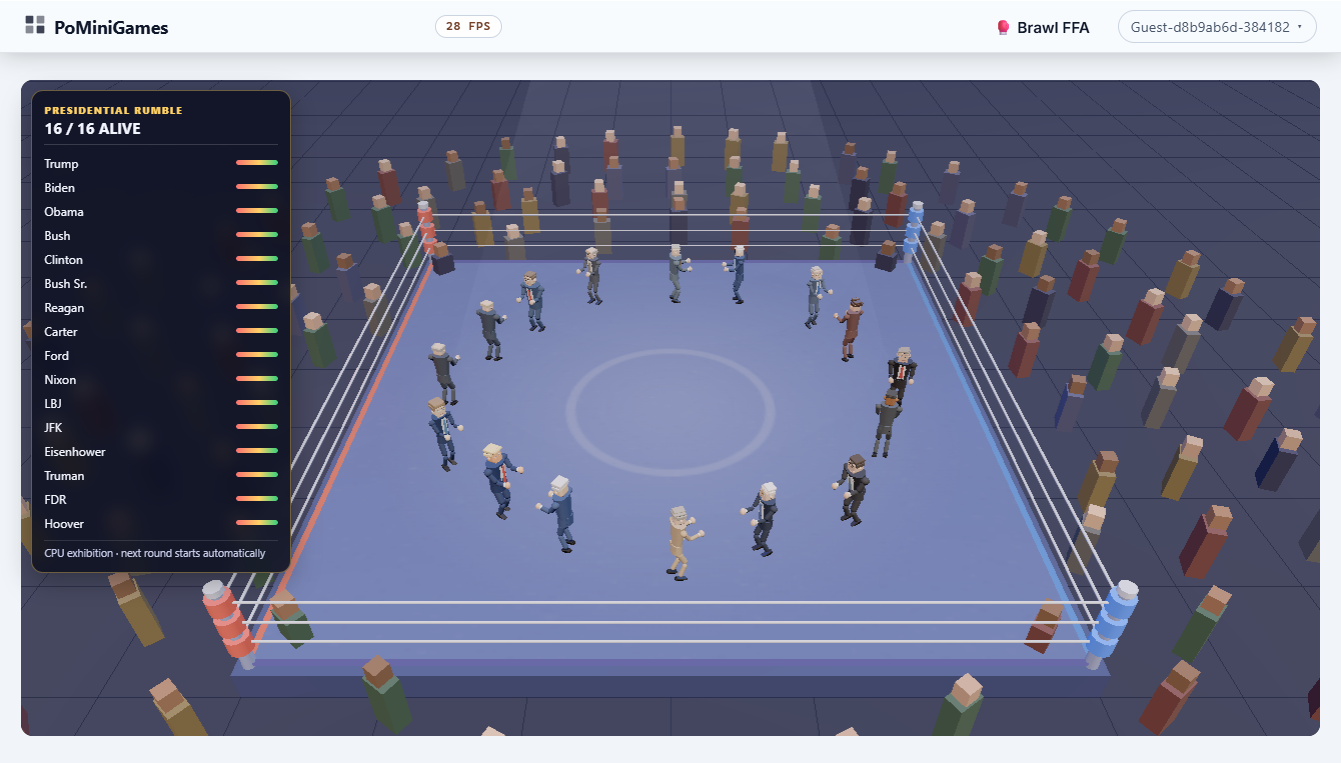 PoMiniGames
28 FPS
Brawl FFA
Guest-d8b9ab6d-384182
PRESIDENTIAL RUMBLE
16 / 16 ALIVE
Trump
Biden
Obama
Bush
Clinton
Bush Sr.
Reagan
Carter
Ford
Nixon
LBJ
JFK
Eisenhower
Truman
FDR
Hoover
CPU exhibition · next round starts automatically